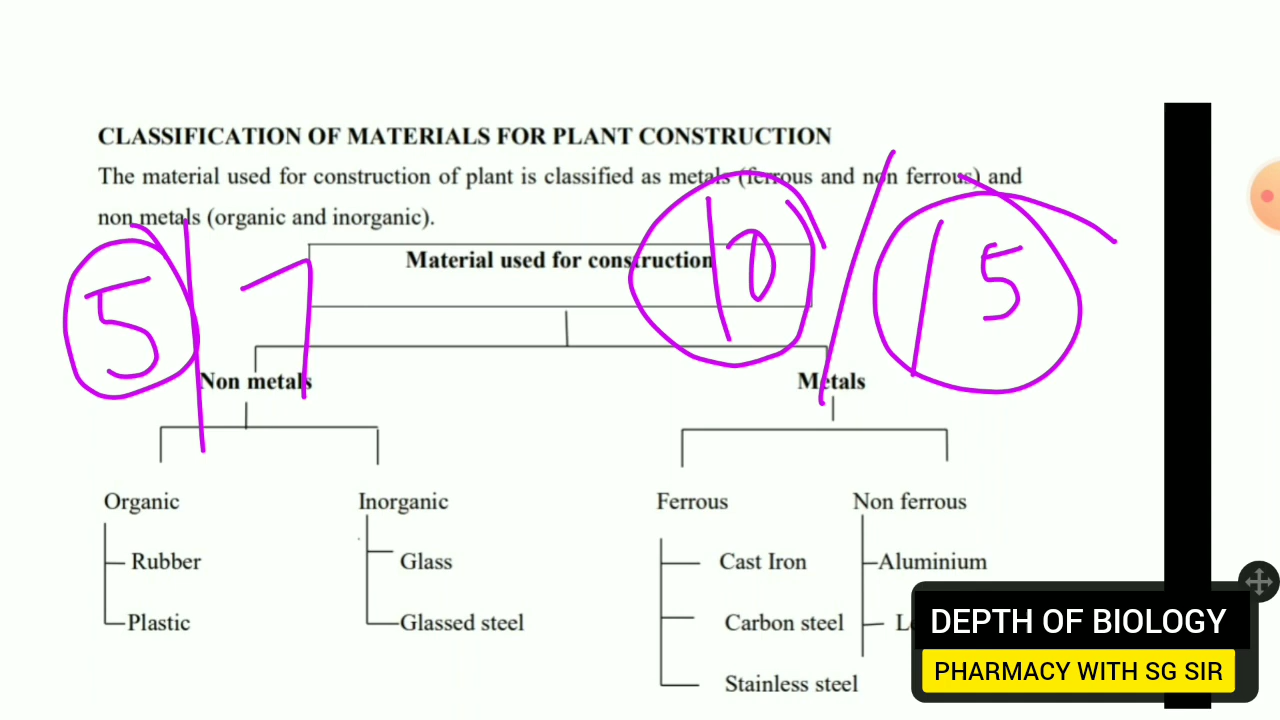 CLASSIFICATION OF MATERIALS FOR PLANT CONSTRUCTION
The material used for construction of plant is classified as metals (ferrous and non ferrous) and
non metals (organic and inorganic).
5 7 10 15
Material used for construction
Non metals Metals
Organic Inorganic Ferrous Non ferrous
Rubber Glass Cast Iron Aluminium
Plastic Glassed steel Carbon steel
Stainless steel
DEPTH OF BIOLOGY
PHARMACY WITH SG SIR